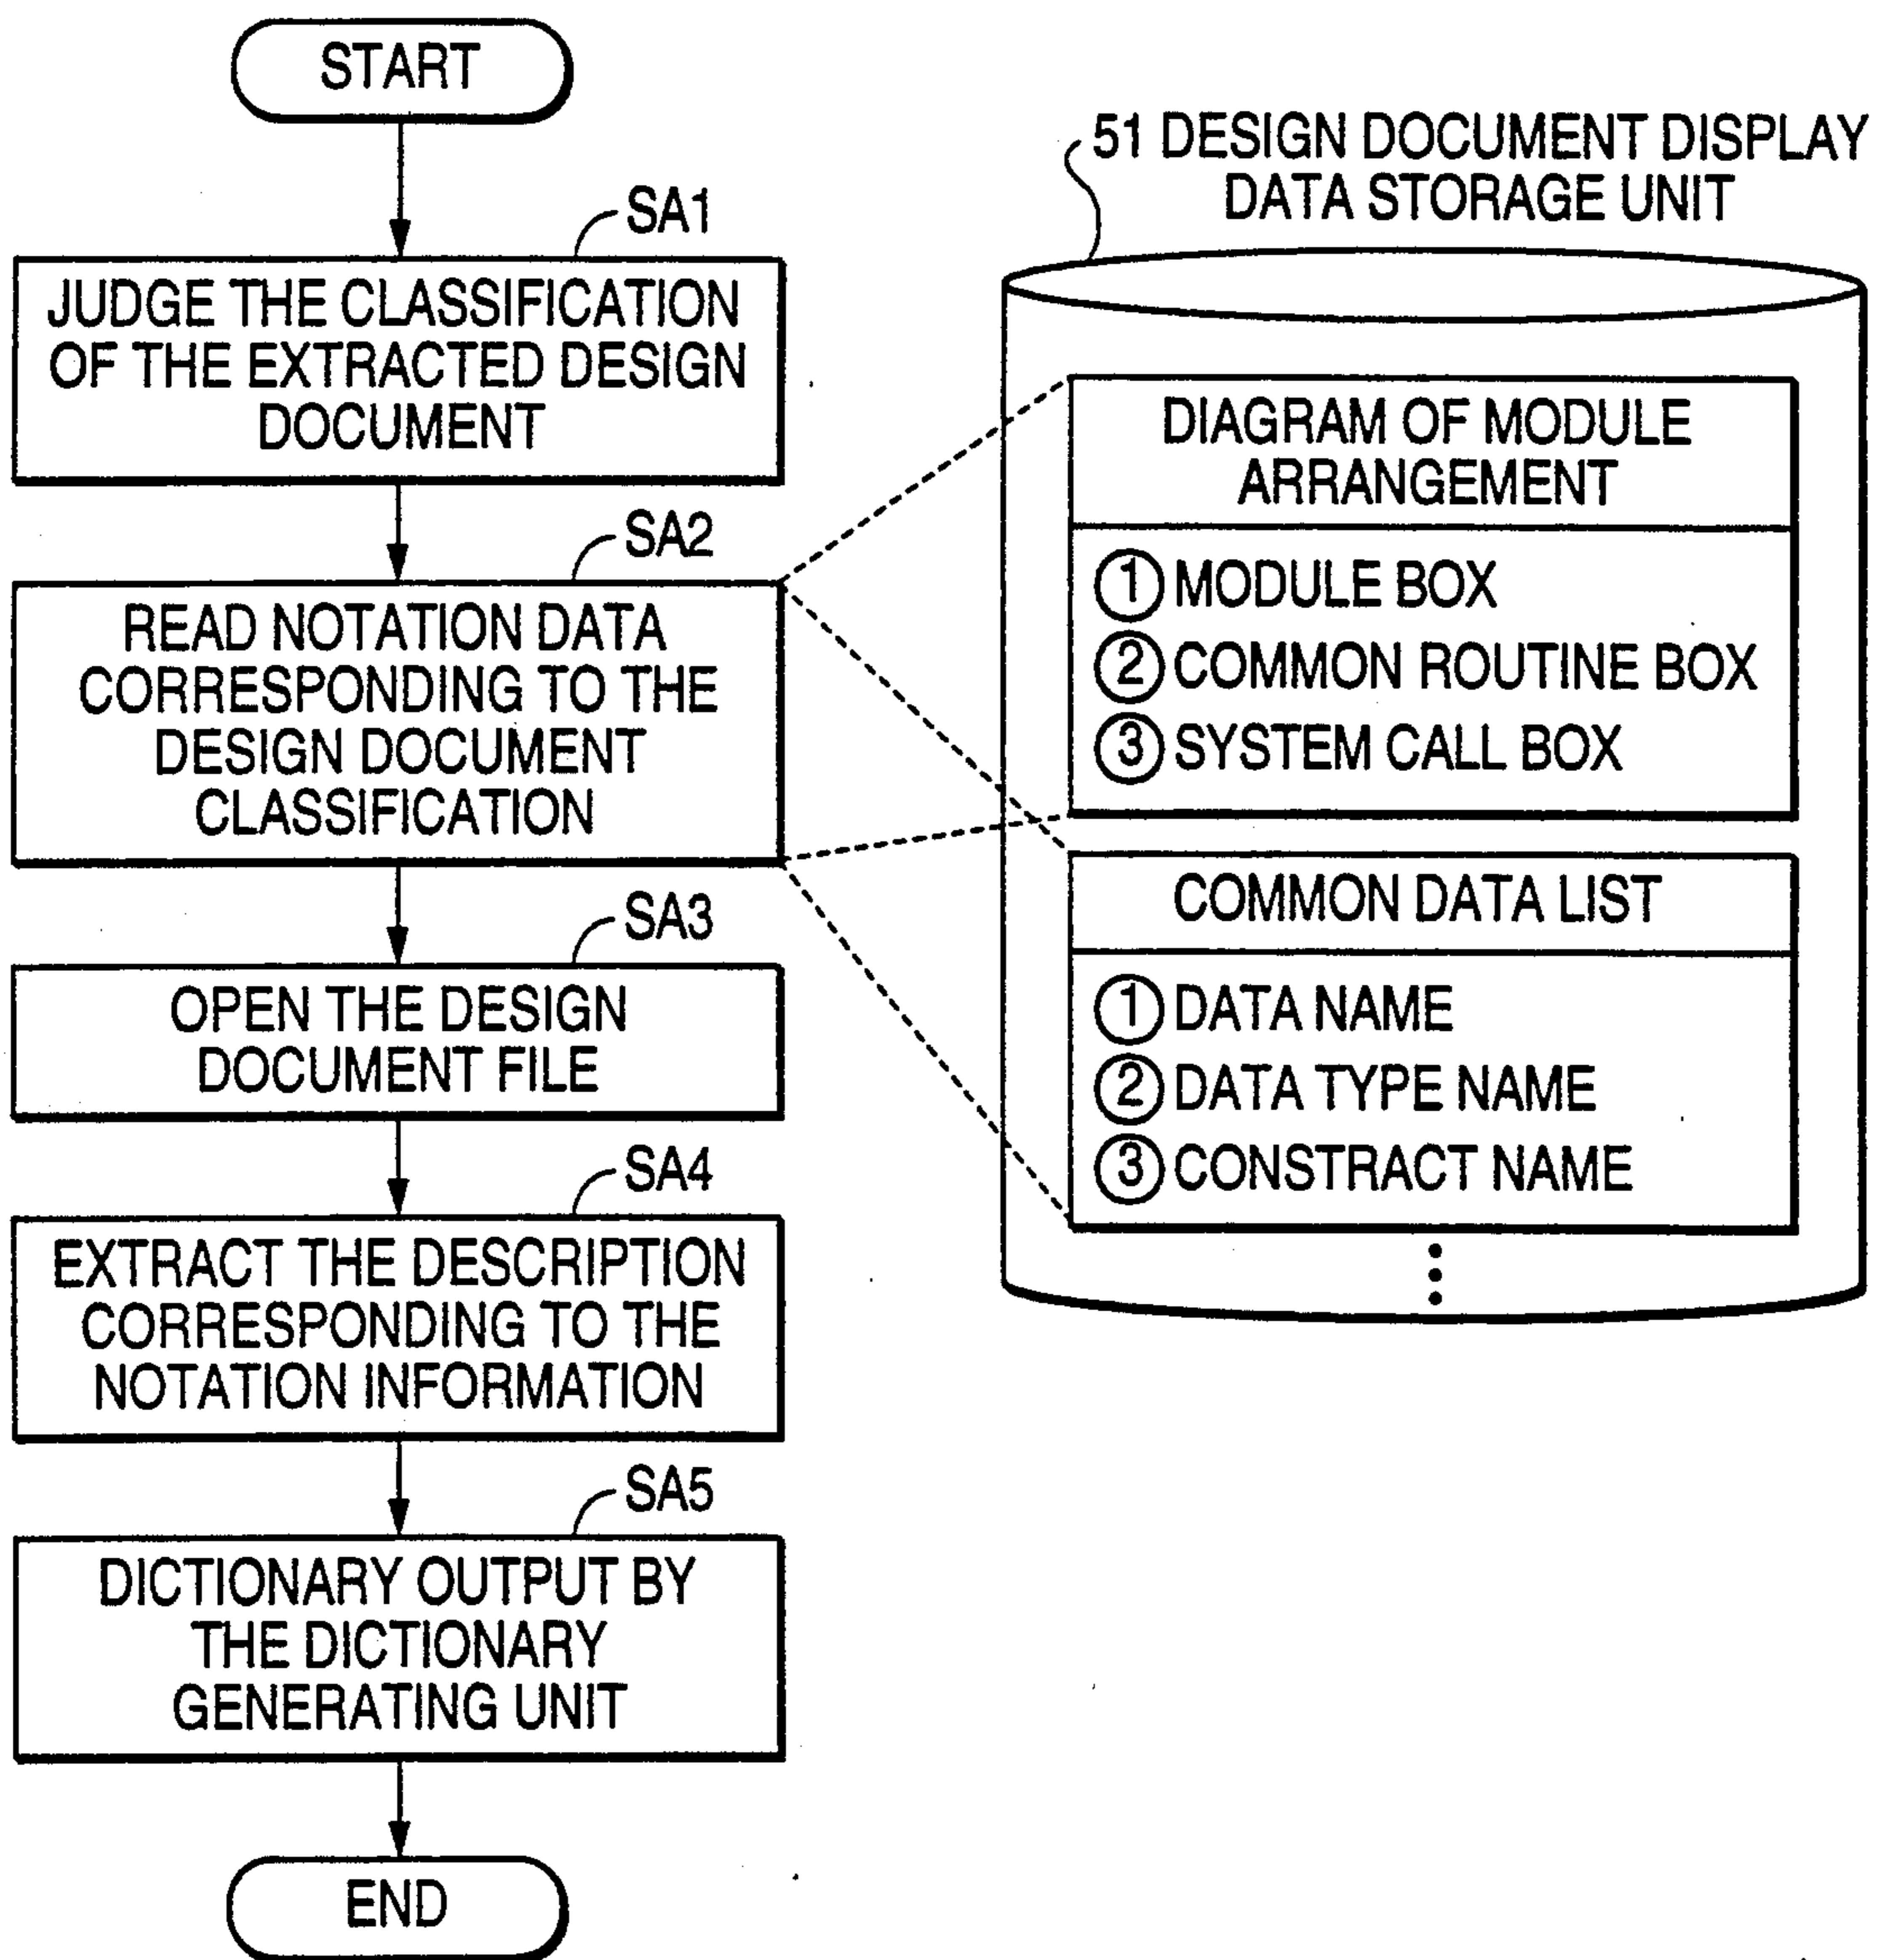 START
SA1
JUDGE THE CLASSIFICATION
OF THE EXTRACTED DESIGN
DOCUMENT
SA2
READ NOTATION DATA
CORRESPONDING TO THE
DESIGN DOCUMENT
CLASSIFICATION
SA3
OPEN THE DESIGN
DOCUMENT FILE
SA4
EXTRACT THE DESCRIPTION
CORRESPONDING TO THE
NOTATION INFORMATION
SA5
DICTIONARY OUTPUT BY
THE DICTIONARY
GENERATING UNIT
END
51 DESIGN DOCUMENT DISPLAY
DATA STORAGE UNIT
DIAGRAM OF MODULE
ARRANGEMENT
① MODULE BOX
② COMMON ROUTINE BOX
③ SYSTEM CALL BOX
COMMON DATA LIST
① DATA NAME
② DATA TYPE NAME
③ CONSTRACT NAME